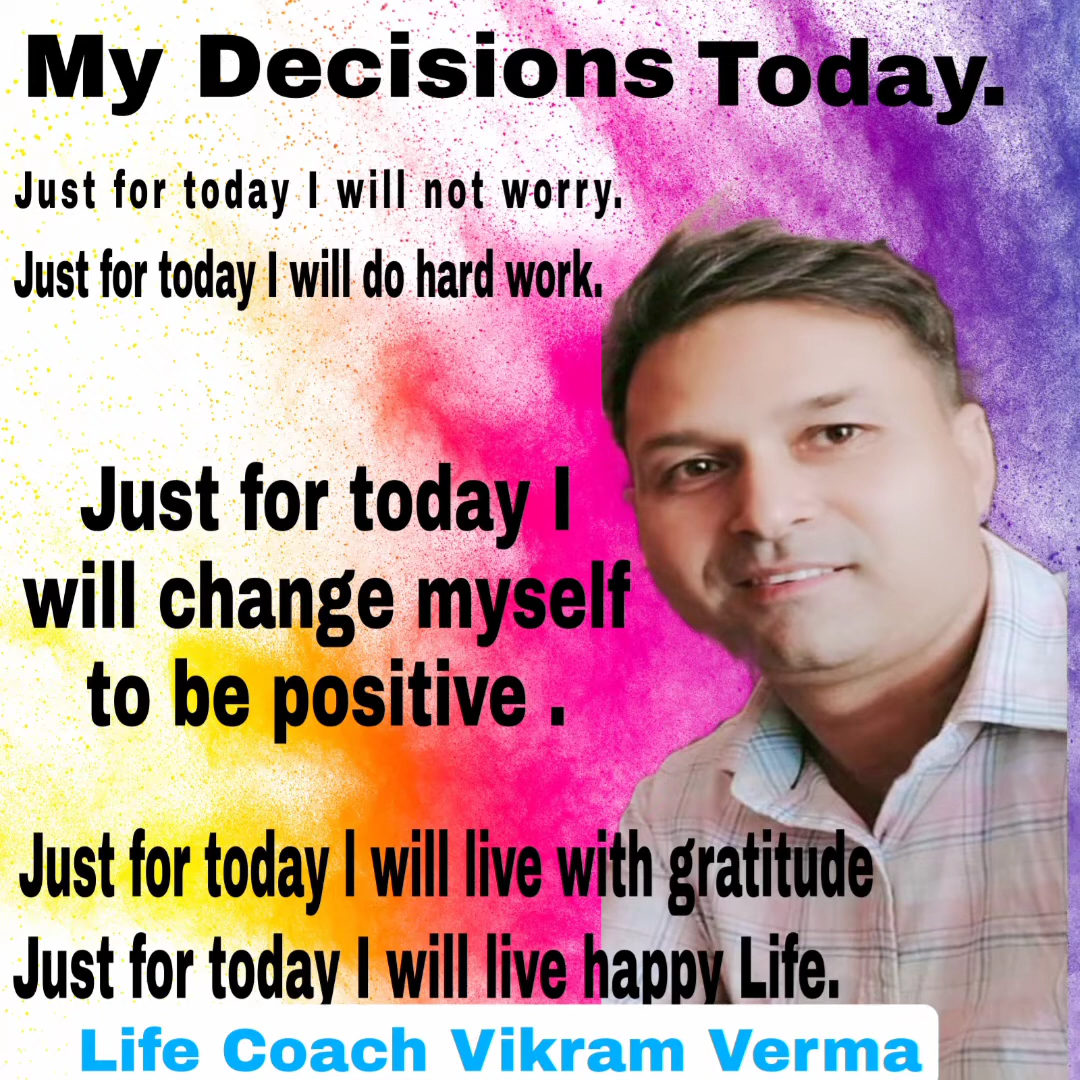 My Decisions Today.
Just for today I will not worry.
Just for today I will do hard work.
Just for today I
will change myself
to be positive .
Just for today I will live with gratitude
Just for today I will live happy Life.
Life Coach Vikram Verma